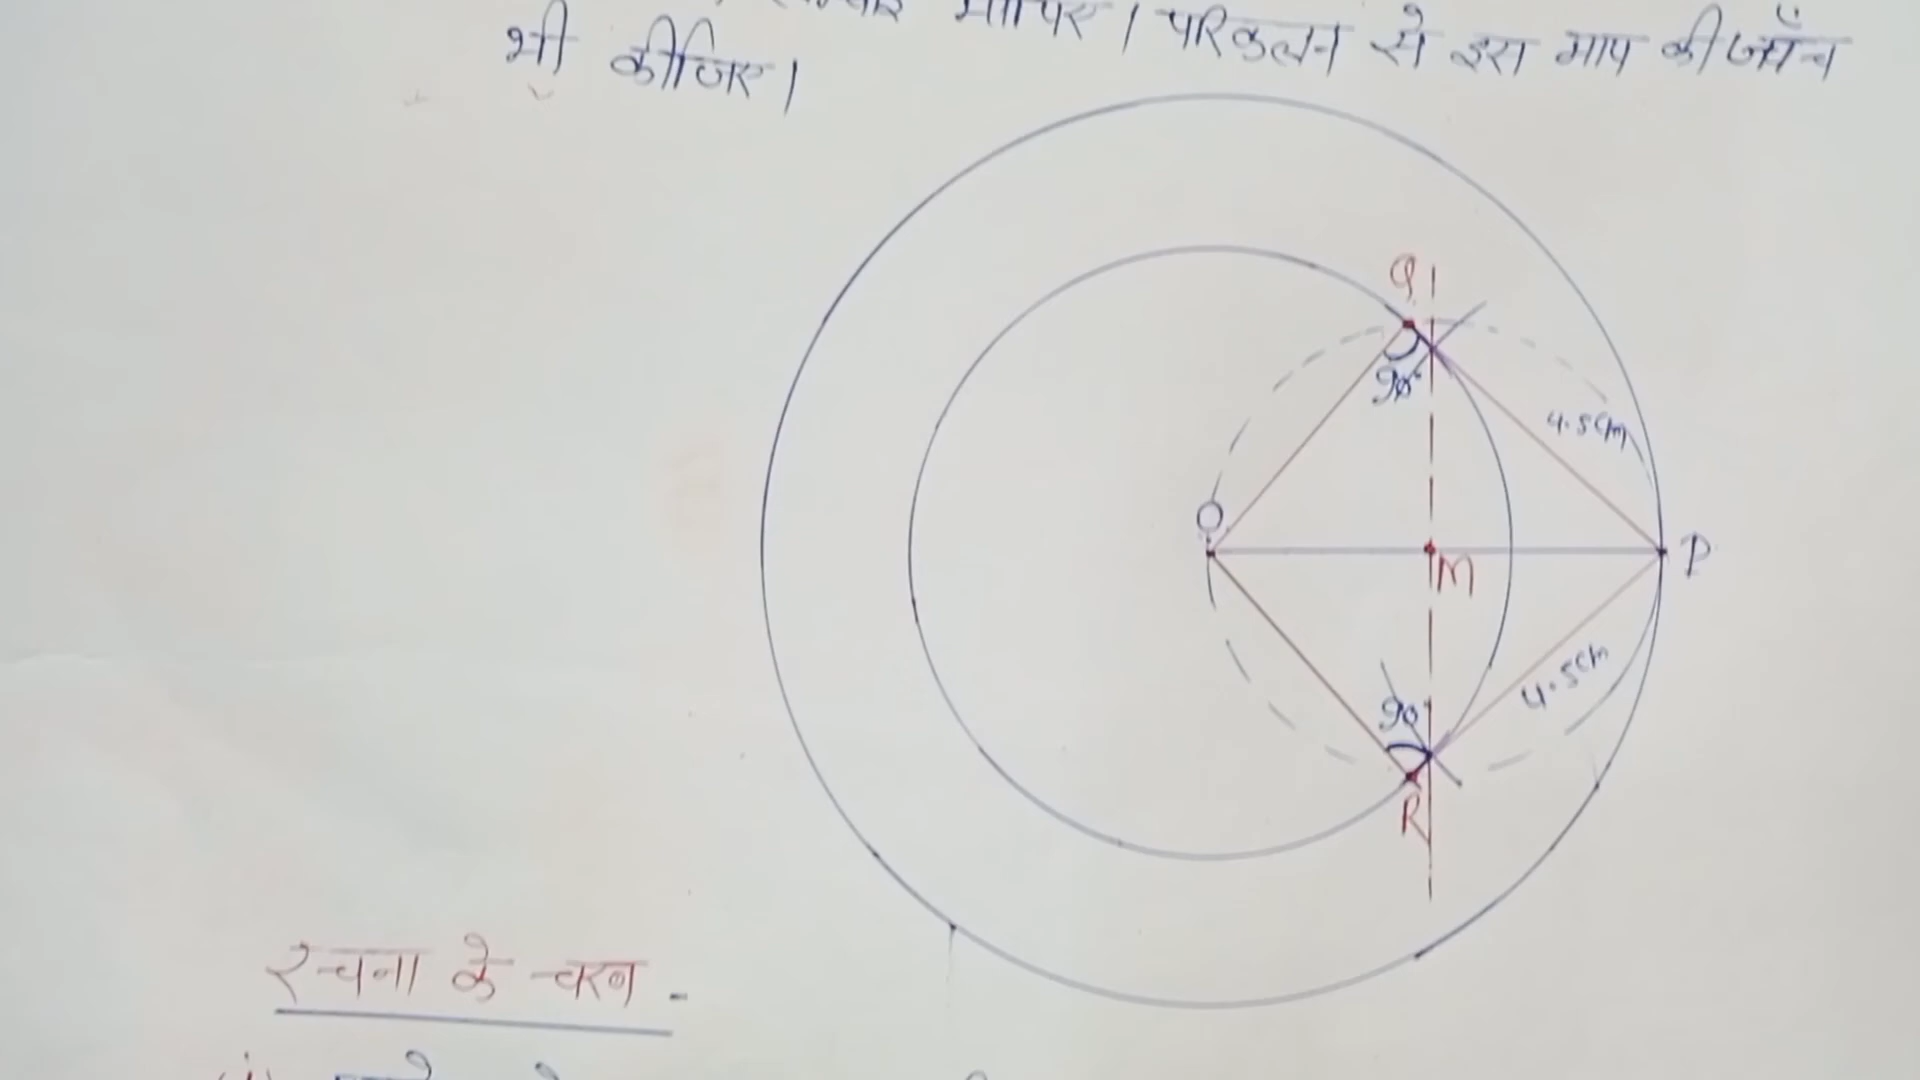 मापिए। परिकलन से इस माप की जाँच
भी कीजिए।
Q
90°
4.5cm
O
M
P
4.5cm
90°
R
रचना के चरण -